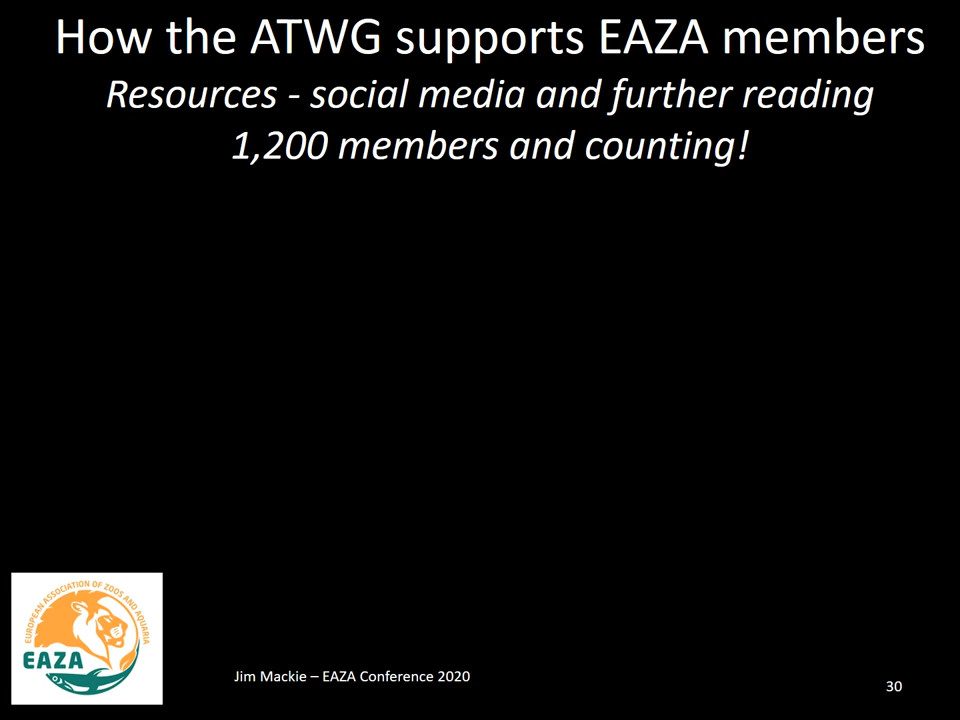 How the ATWG supports EAZA members
Resources - social media and further reading
1,200 members and counting!
EUROPEAN ASSOCIATION OF ZOOS AND AQUARIA
EAZA
Jim Mackie – EAZA Conference 2020
30